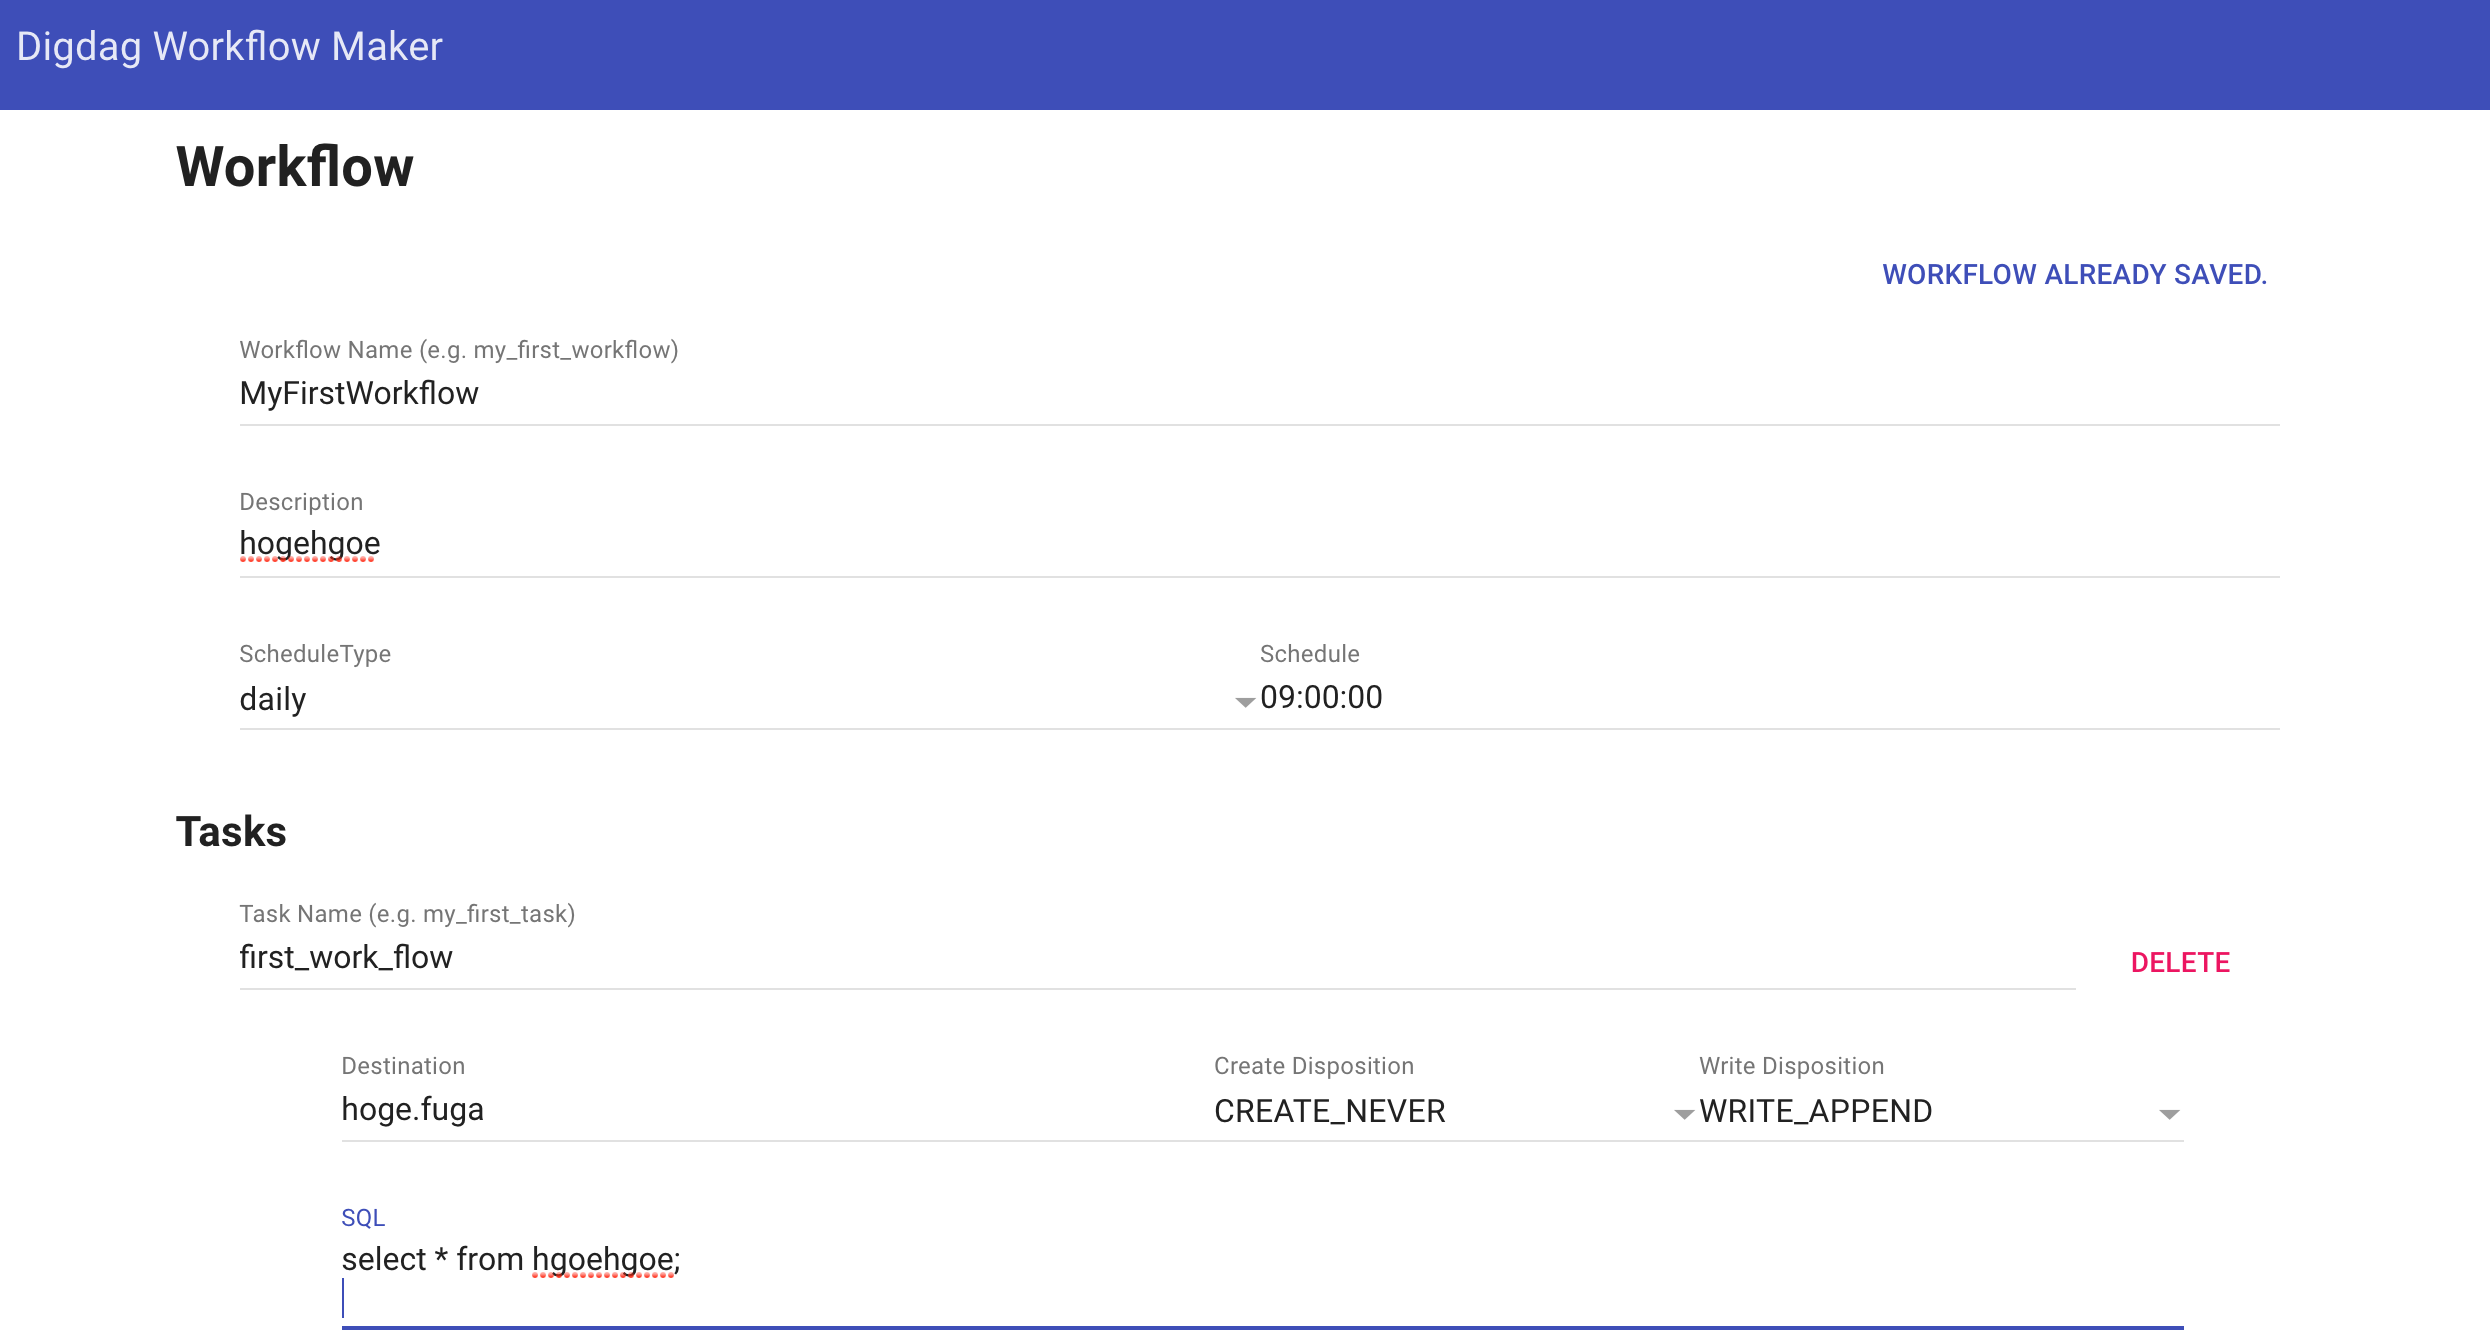 Digdag Workflow Maker
Workflow
WORKFLOW ALREADY SAVED.
Workflow Name (e.g. my_first_workflow)
MyFirstWorkflow
Description
hogehgoe
ScheduleType Schedule
daily 09:00:00
Tasks
Task Name (e.g. my_first_task)
first_work_flow
DELETE
Destination Create Disposition Write Disposition
hoge.fuga CREATE_NEVER WRITE_APPEND
SQL
select * from hgoehgoe;